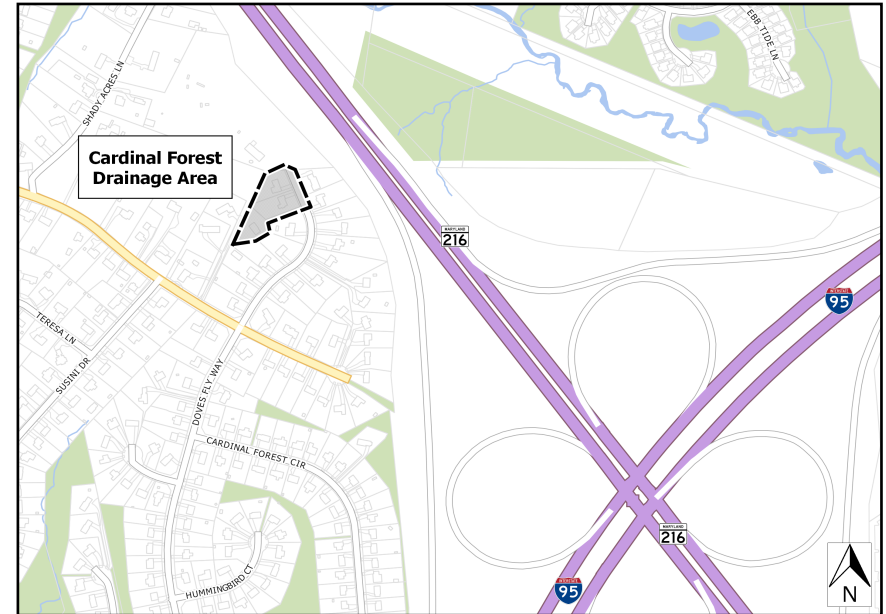 EBB TIDE LN
SHADY ACRES LN
Cardinal Forest
Drainage Area
MARYLAND
216
95
TERESA LN
SUSINI DR
DOVES FLY WAY
CARDINAL FOREST CIR
MARYLAND
216
95
HUMMINGBIRD CT
N